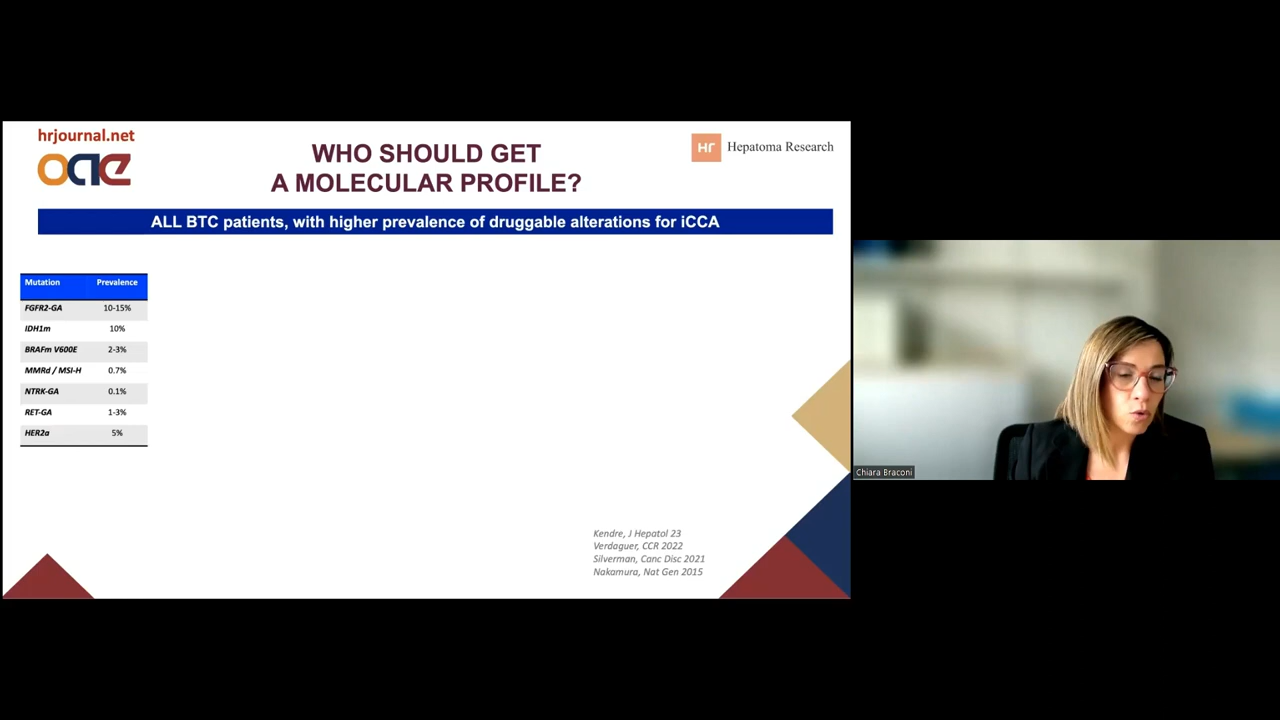 hrjournal.net
oae
WHO SHOULD GET
A MOLECULAR PROFILE?
Hr Hepatoma Research
ALL BTC patients, with higher prevalence of druggable alterations for iCCA
Mutation Prevalence
FGFR2-GA 10-15%
IDH1m 10%
BRAFm V600E 2-3%
MMRd / MSI-H 0.7%
NTRK-GA 0.1%
RET-GA 1-3%
HER2a 5%
Kendre, J Hepatol 23
Verdaguer, CCR 2022
Silverman, Canc Disc 2021
Nakamura, Nat Gen 2015
Chiara Braconi